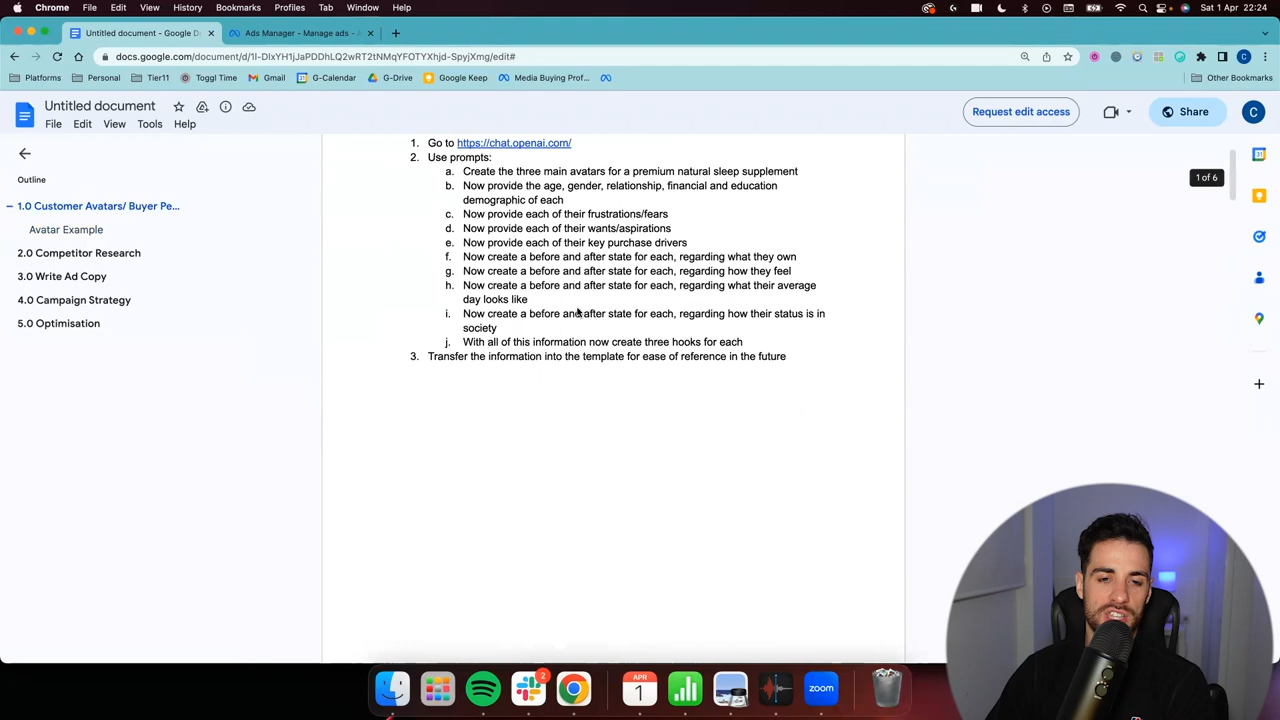 Chrome File Edit View History Bookmarks Profiles Tab Window Help
Sat 1 Apr 22:24
Untitled document - Google D
Ads Manager - Manage ads - A
docs.google.com/document/d/1l-DIxYH1jJaPDDhLQ2wRT2tNMqYFOTYXhjd-SpyjXmg/edit#
Platforms Personal Tier11 Toggl Time Gmail G-Calendar G-Drive Google Keep Media Buying Prof... Other Bookmarks
Untitled document
File Edit View Tools Help
Request edit access
Share
C
Outline
1.0 Customer Avatars/ Buyer Pe...
Avatar Example
2.0 Competitor Research
3.0 Write Ad Copy
4.0 Campaign Strategy
5.0 Optimisation
1 of 6
1. Go to https://chat.openai.com/
2. Use prompts:
a. Create the three main avatars for a premium natural sleep supplement
b. Now provide the age, gender, relationship, financial and education
demographic of each
c. Now provide each of their frustrations/fears
d. Now provide each of their wants/aspirations
e. Now provide each of their key purchase drivers
f. Now create a before and after state for each, regarding what they own
g. Now create a before and after state for each, regarding how they feel
h. Now create a before and after state for each, regarding what their average
day looks like
i. Now create a before and after state for each, regarding how their status is in
society
j. With all of this information now create three hooks for each
3. Transfer the information into the template for ease of reference in the future
2
APR
1
zoom